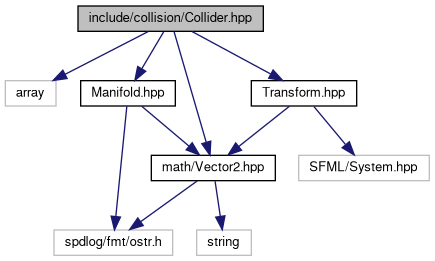 include/collision/Collider.hpp
array
Manifold.hpp
Transform.hpp
math/Vector2.hpp
SFML/System.hpp
spdlog/fmt/ostr.h
string